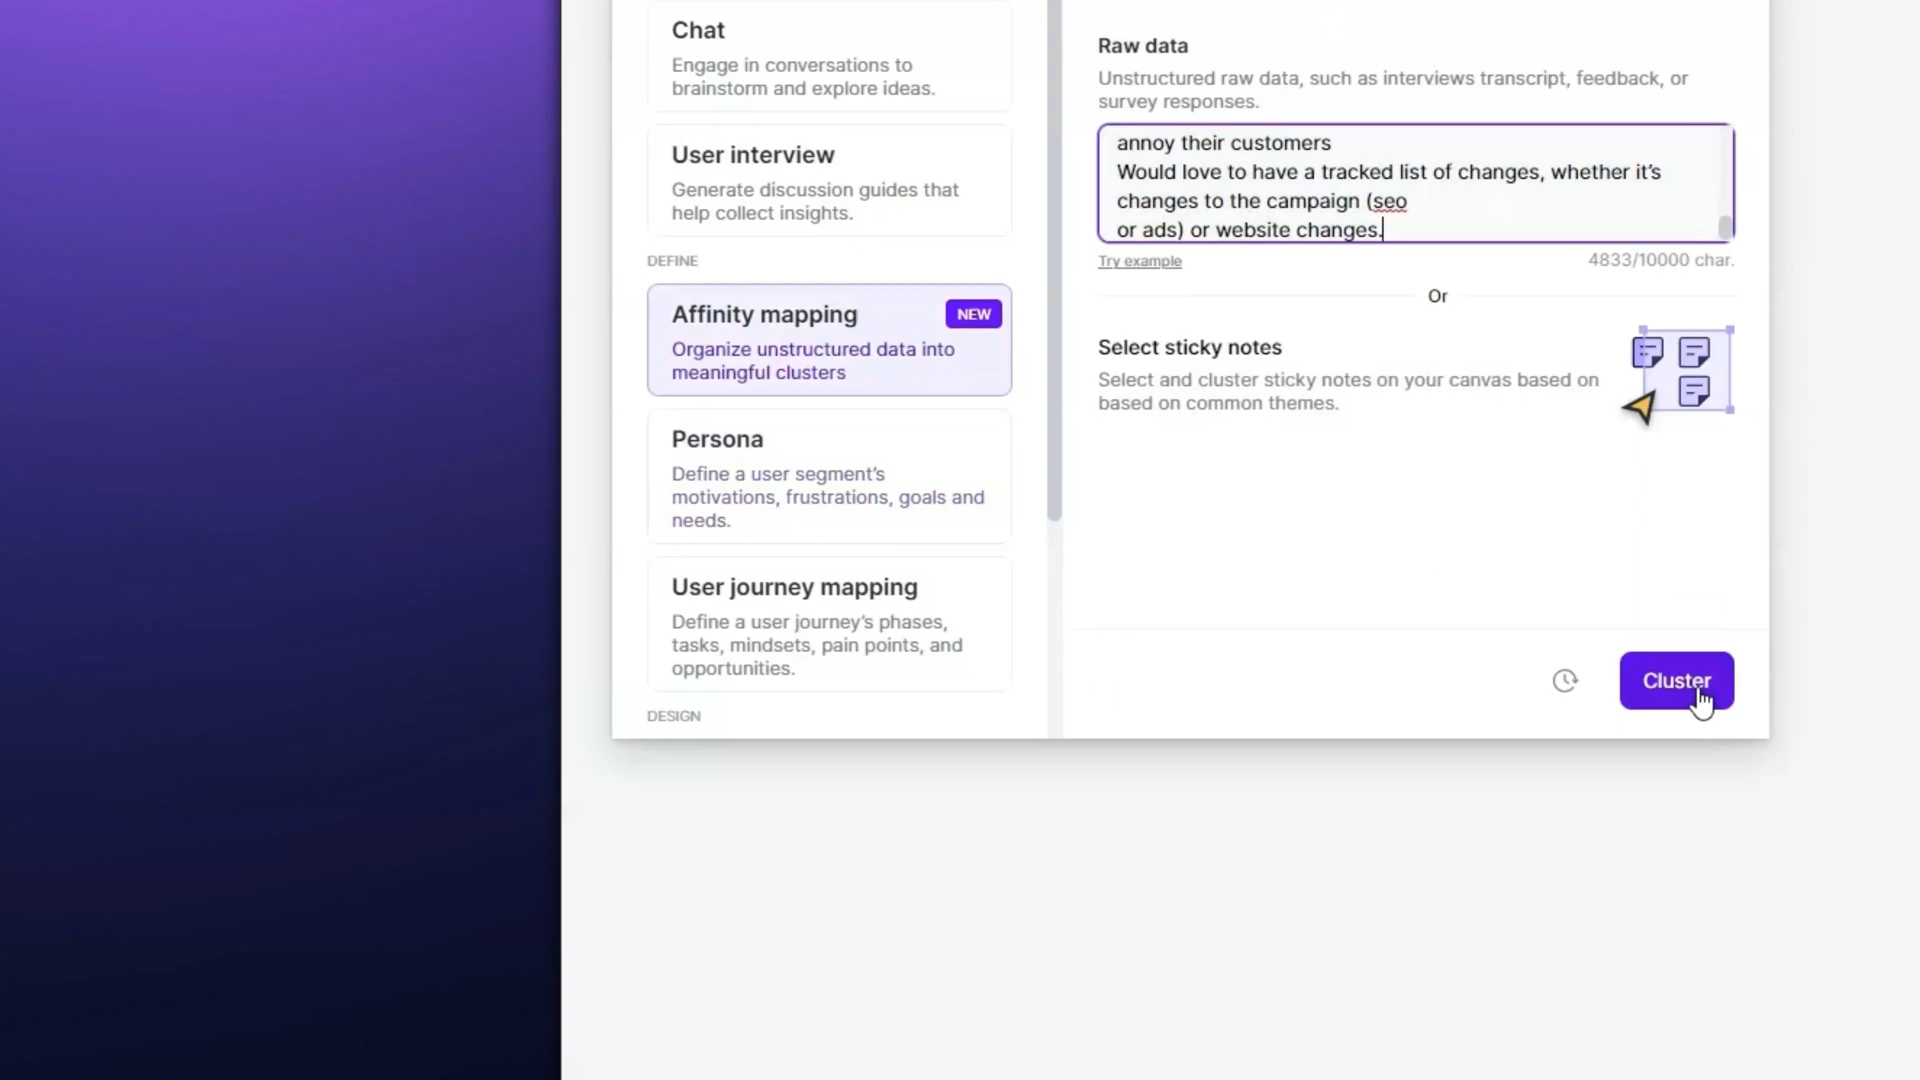 Chat
Engage in conversations to
brainstorm and explore ideas.
User interview
Generate discussion guides that
help collect insights.
DEFINE
Affinity mapping
NEW
Organize unstructured data into
meaningful clusters
Persona
Define a user segment’s
motivations, frustrations, goals and
needs.
User journey mapping
Define a user journey’s phases,
tasks, mindsets, pain points, and
opportunities.
DESIGN
Raw data
Unstructured raw data, such as interviews transcript, feedback, or
survey responses.
annoy their customers
Would love to have a tracked list of changes, whether it’s
changes to the campaign (seo
or ads) or website changes.
Try example
4833/10000 char.
Or
Select sticky notes
Select and cluster sticky notes on your canvas based on
based on common themes.
Cluster